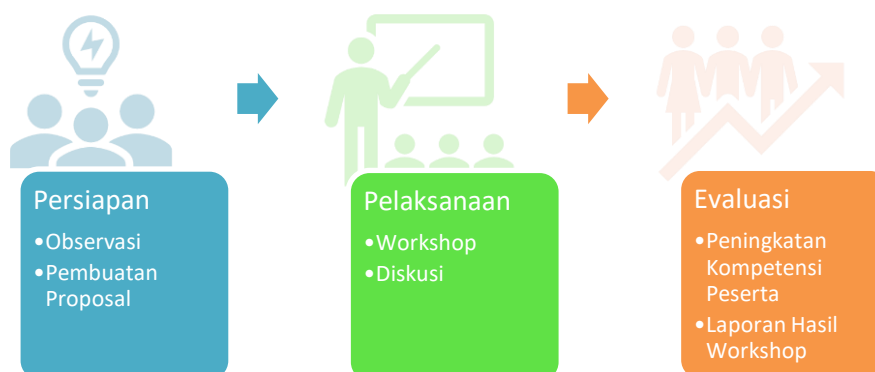 Persiapan
•Observasi
•Pembuatan
Proposal
Pelaksanaan
•Workshop
•Diskusi
Evaluasi
•Peningkatan
Kompetensi
Peserta
•Laporan Hasil
Workshop